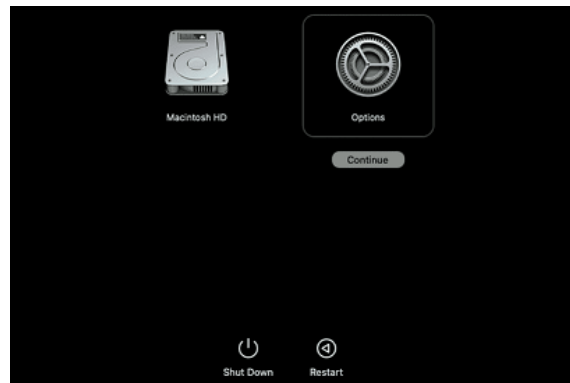 Macintosh HD
Options
Continue
Shut Down
Restart